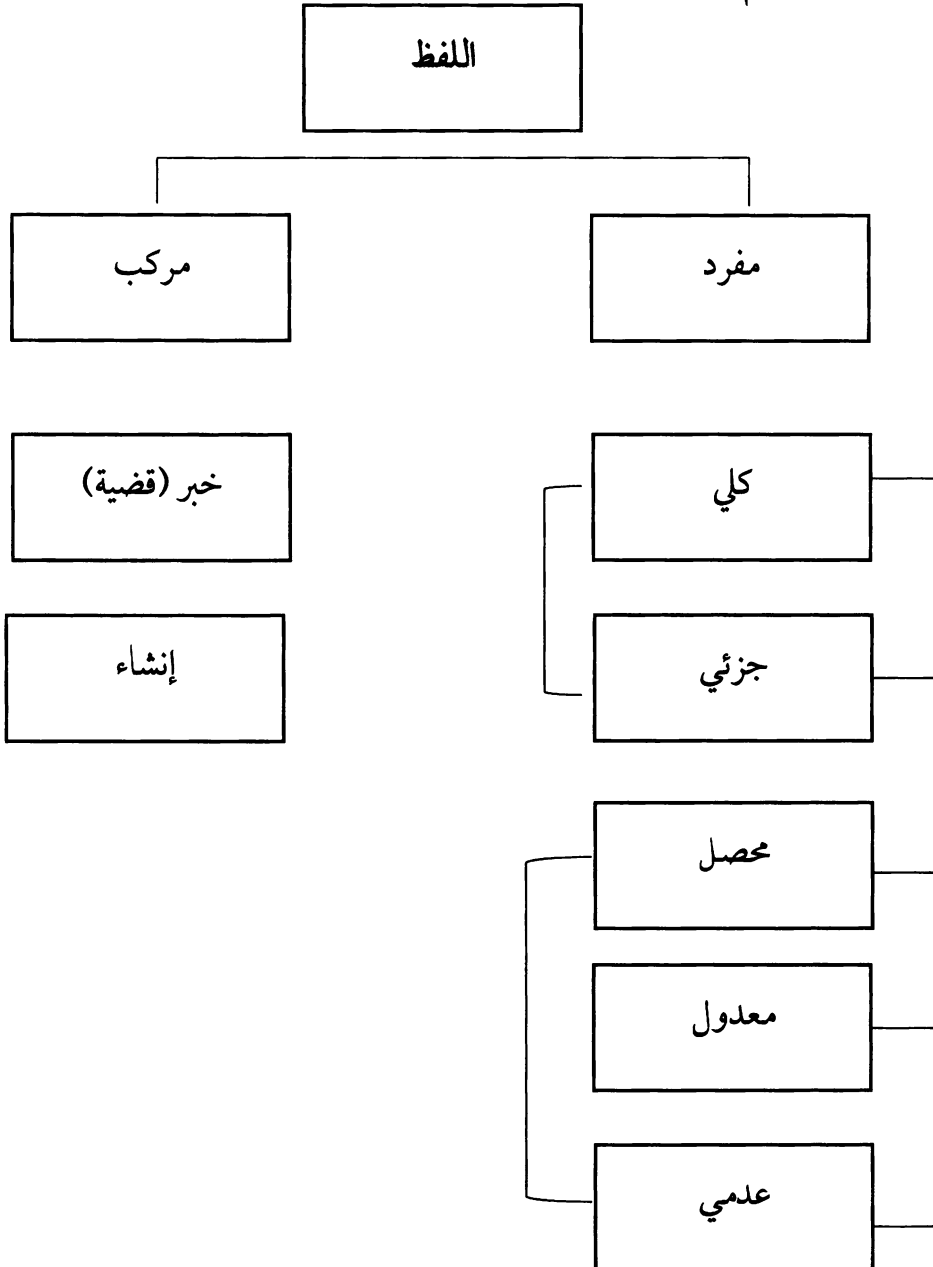 اللفظ
مفرد
مركب
كلي
خبر (قضية)
جزئي
إنشاء
محصل
معدول
عدمي